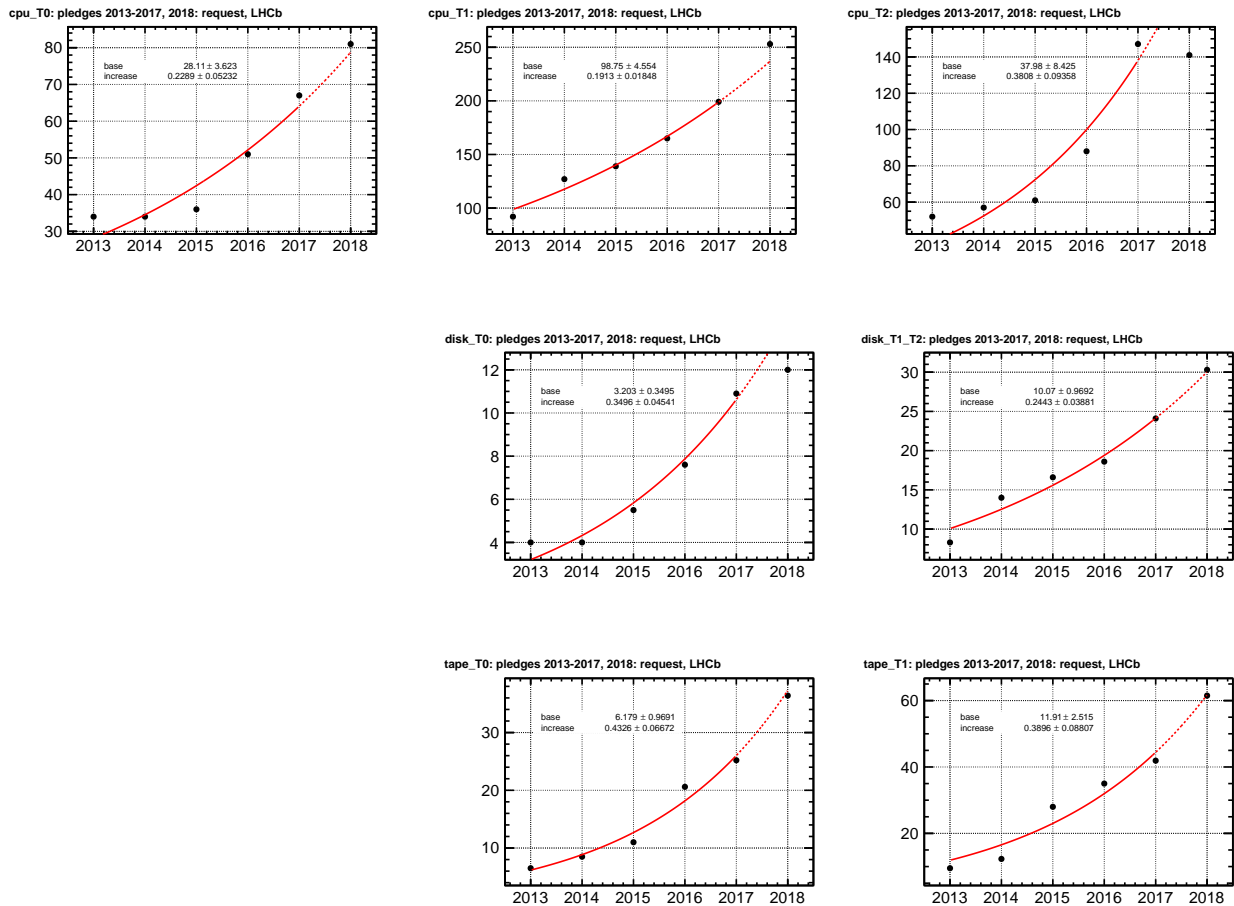 cpu_T0: pledges 2013-2017, 2018: request, LHCb
80
70
60
50
40
30
base 28.11 ± 3.623
increase 0.2289 ± 0.05232
2013 2014 2015 2016 2017 2018
cpu_T1: pledges 2013-2017, 2018: request, LHCb
250
200
150
100
base 98.75 ± 4.554
increase 0.1913 ± 0.01848
2013 2014 2015 2016 2017 2018
cpu_T2: pledges 2013-2017, 2018: request, LHCb
140
120
100
80
60
base 37.98 ± 8.425
increase 0.3808 ± 0.09358
2013 2014 2015 2016 2017 2018
disk_T0: pledges 2013-2017, 2018: request, LHCb
12
10
8
6
4
base 3.203 ± 0.3495
increase 0.3496 ± 0.04541
2013 2014 2015 2016 2017 2018
disk_T1_T2: pledges 2013-2017, 2018: request, LHCb
30
25
20
15
10
base 10.07 ± 0.9692
increase 0.2443 ± 0.03881
2013 2014 2015 2016 2017 2018
tape_T0: pledges 2013-2017, 2018: request, LHCb
30
20
10
base 6.179 ± 0.9691
increase 0.4326 ± 0.06672
2013 2014 2015 2016 2017 2018
tape_T1: pledges 2013-2017, 2018: request, LHCb
60
40
20
base 11.91 ± 2.515
increase 0.3896 ± 0.08807
2013 2014 2015 2016 2017 2018